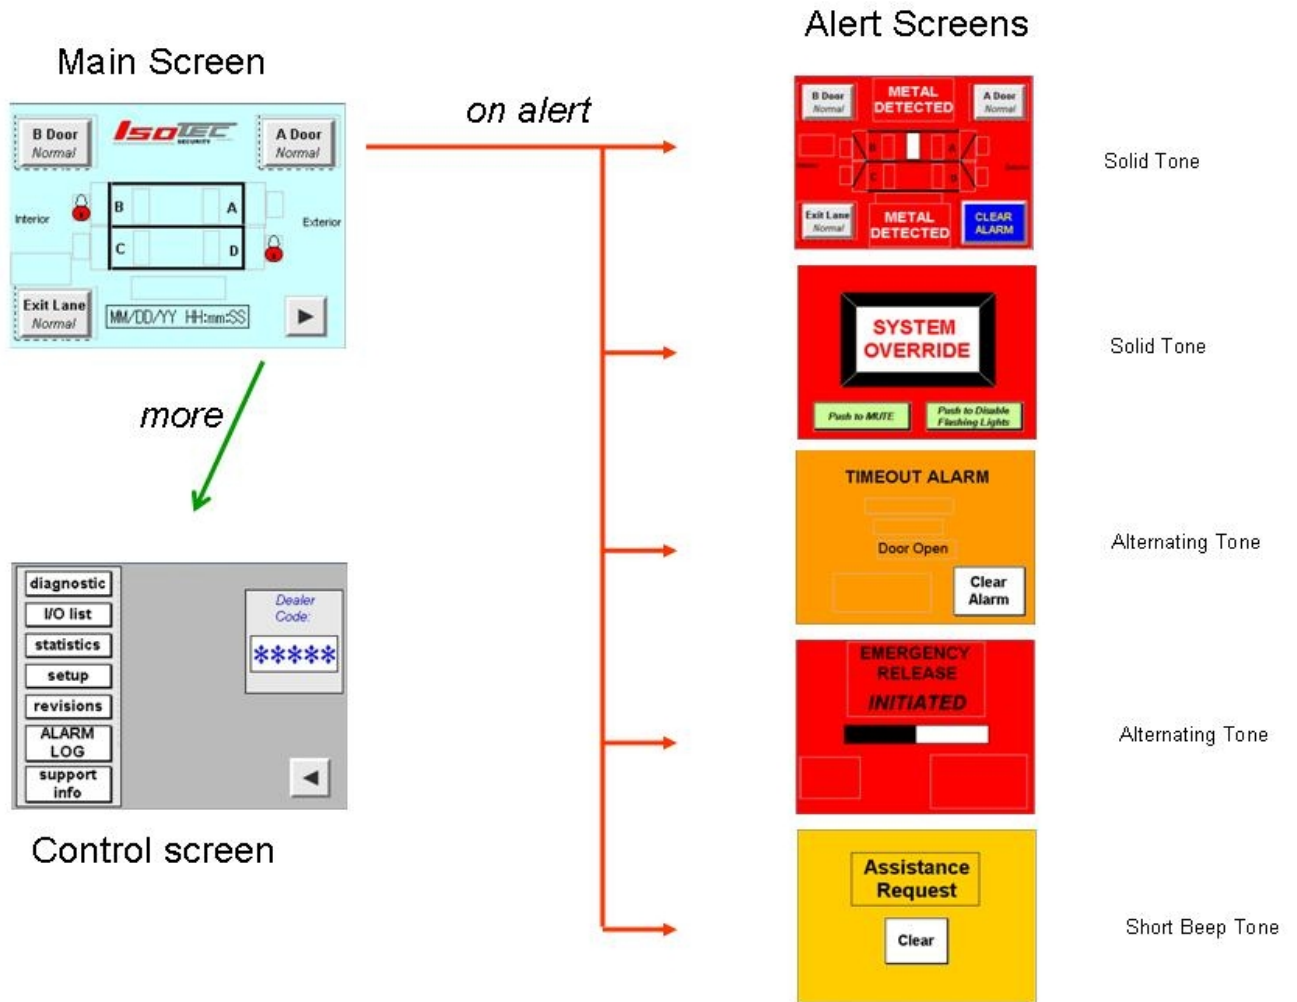 Alert Screens
Main Screen
on alert
B Door
Normal
ISOTEC
SECURITY
A Door
Normal
B
A
Interior
Exterior
C
D
Exit Lane
Normal
MM/DD/YY HH:mm:SS
more
diagnostic
I/O list
statistics
setup
revisions
ALARM
LOG
support
info
Dealer
Code:
*****
Control screen
B Door
Normal
METAL
DETECTED
A Door
Normal
B
A
C
Exit Lane
Normal
METAL
DETECTED
CLEAR
ALARM
Solid Tone
SYSTEM
OVERRIDE
Push to MUTE
Push to Disable
Flashing Lights
Solid Tone
TIMEOUT ALARM
Door Open
Clear
Alarm
Alternating Tone
EMERGENCY
RELEASE
INITIATED
Alternating Tone
Assistance
Request
Clear
Short Beep Tone